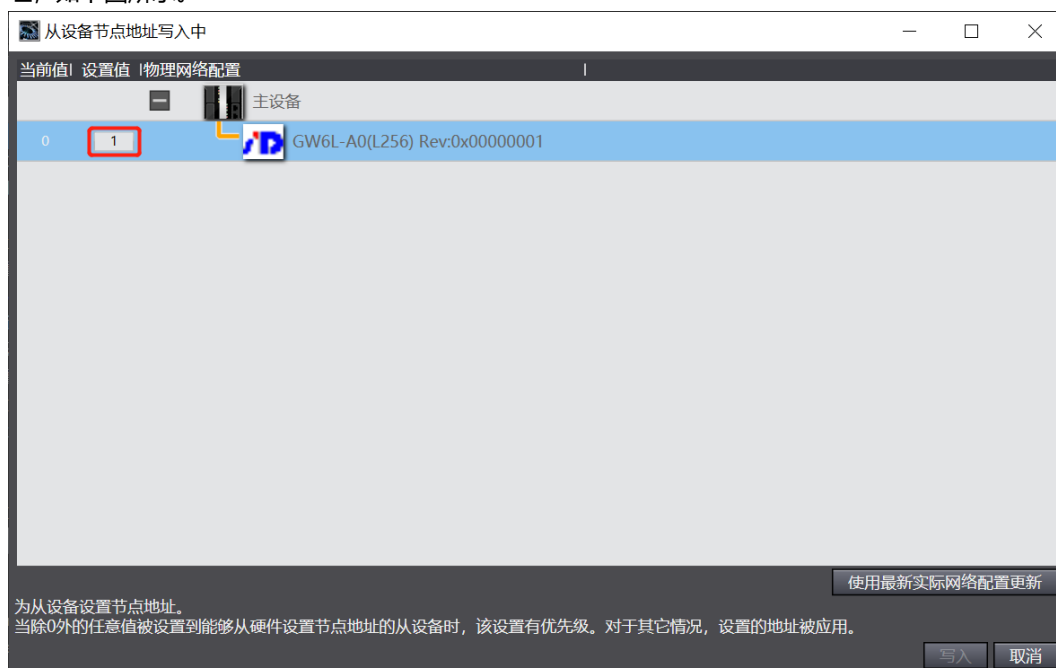 从设备节点地址写入中
当前值| 设置值 |物理网络配置 |
主设备
0 1 GW6L-A0(L256) Rev:0x00000001
使用最新实际网络配置更新
为从设备设置节点地址。
当除0外的任意值被设置到能够从硬件设置节点地址的从设备时，该设置有优先级。对于其它情况，设置的地址被应用。
写入 取消